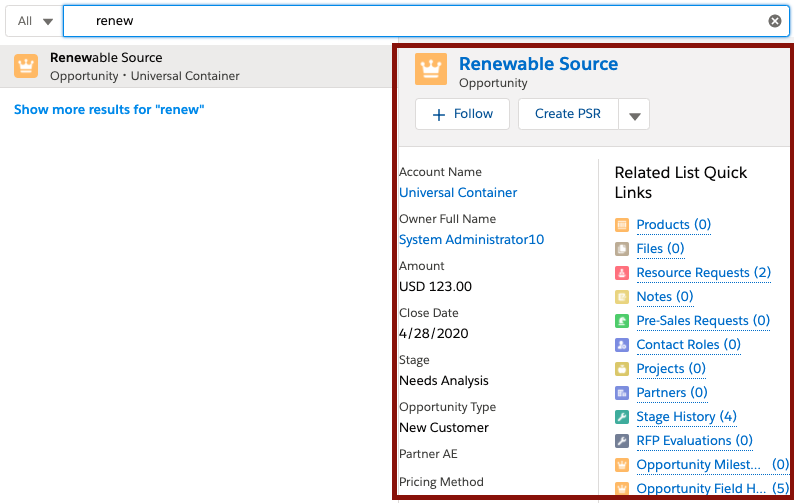 All
renew
Renewable Source
Opportunity • Universal Container
Show more results for "renew"
Renewable Source
Opportunity
+ Follow
Create PSR
Account Name
Universal Container
Owner Full Name
System Administrator10
Amount
USD 123.00
Close Date
4/28/2020
Stage
Needs Analysis
Opportunity Type
New Customer
Partner AE
Pricing Method
Related List Quick
Links
Products (0)
Files (0)
Resource Requests (2)
Notes (0)
Pre-Sales Requests (0)
Contact Roles (0)
Projects (0)
Partners (0)
Stage History (4)
RFP Evaluations (0)
Opportunity Milest... (0)
Opportunity Field H... (5)